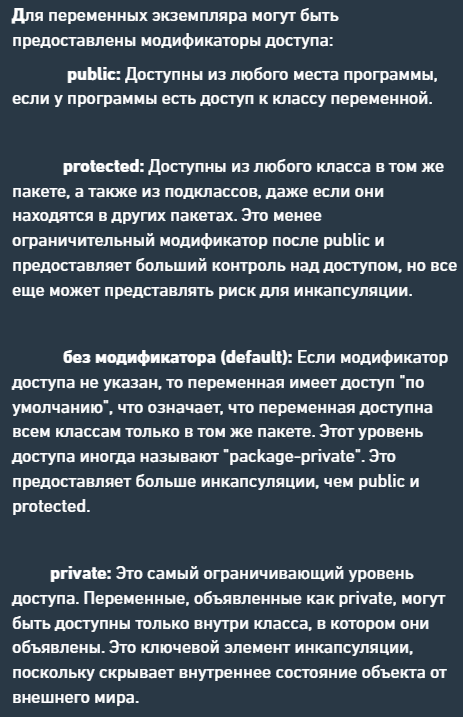 Для переменных экземпляра могут быть
предоставлены модификаторы доступа:
public: Доступны из любого места программы,
если у программы есть доступ к классу переменной.
protected: Доступны из любого класса в том же
пакете, а также из подклассов, даже если они
находятся в других пакетах. Это менее
ограничительный модификатор после public и
предоставляет больший контроль над доступом, но все
еще может представлять риск для инкапсуляции.
без модификатора (default): Если модификатор
доступа не указан, то переменная имеет доступ "по
умолчанию", что означает, что переменная доступна
всем классам только в том же пакете. Этот уровень
доступа иногда называют "package-private". Это
предоставляет больше инкапсуляции, чем public и
protected.
private: Это самый ограничивающий уровень
доступа. Переменные, объявленные как private, могут
быть доступны только внутри класса, в котором они
объявлены. Это ключевой элемент инкапсуляции,
поскольку скрывает внутреннее состояние объекта от
внешнего мира.